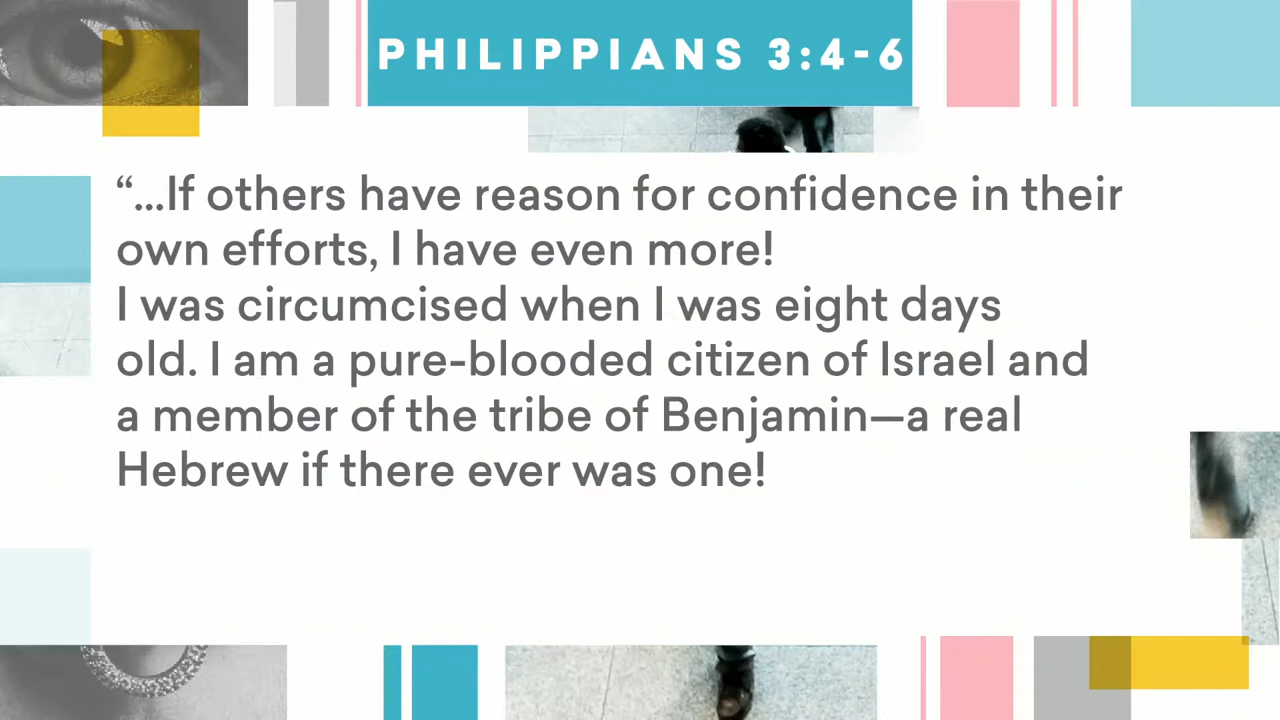 PHILIPPIANS 3:4-6
“...If others have reason for confidence in their
own efforts, I have even more!
I was circumcised when I was eight days
old. I am a pure-blooded citizen of Israel and
a member of the tribe of Benjamin—a real
Hebrew if there ever was one!